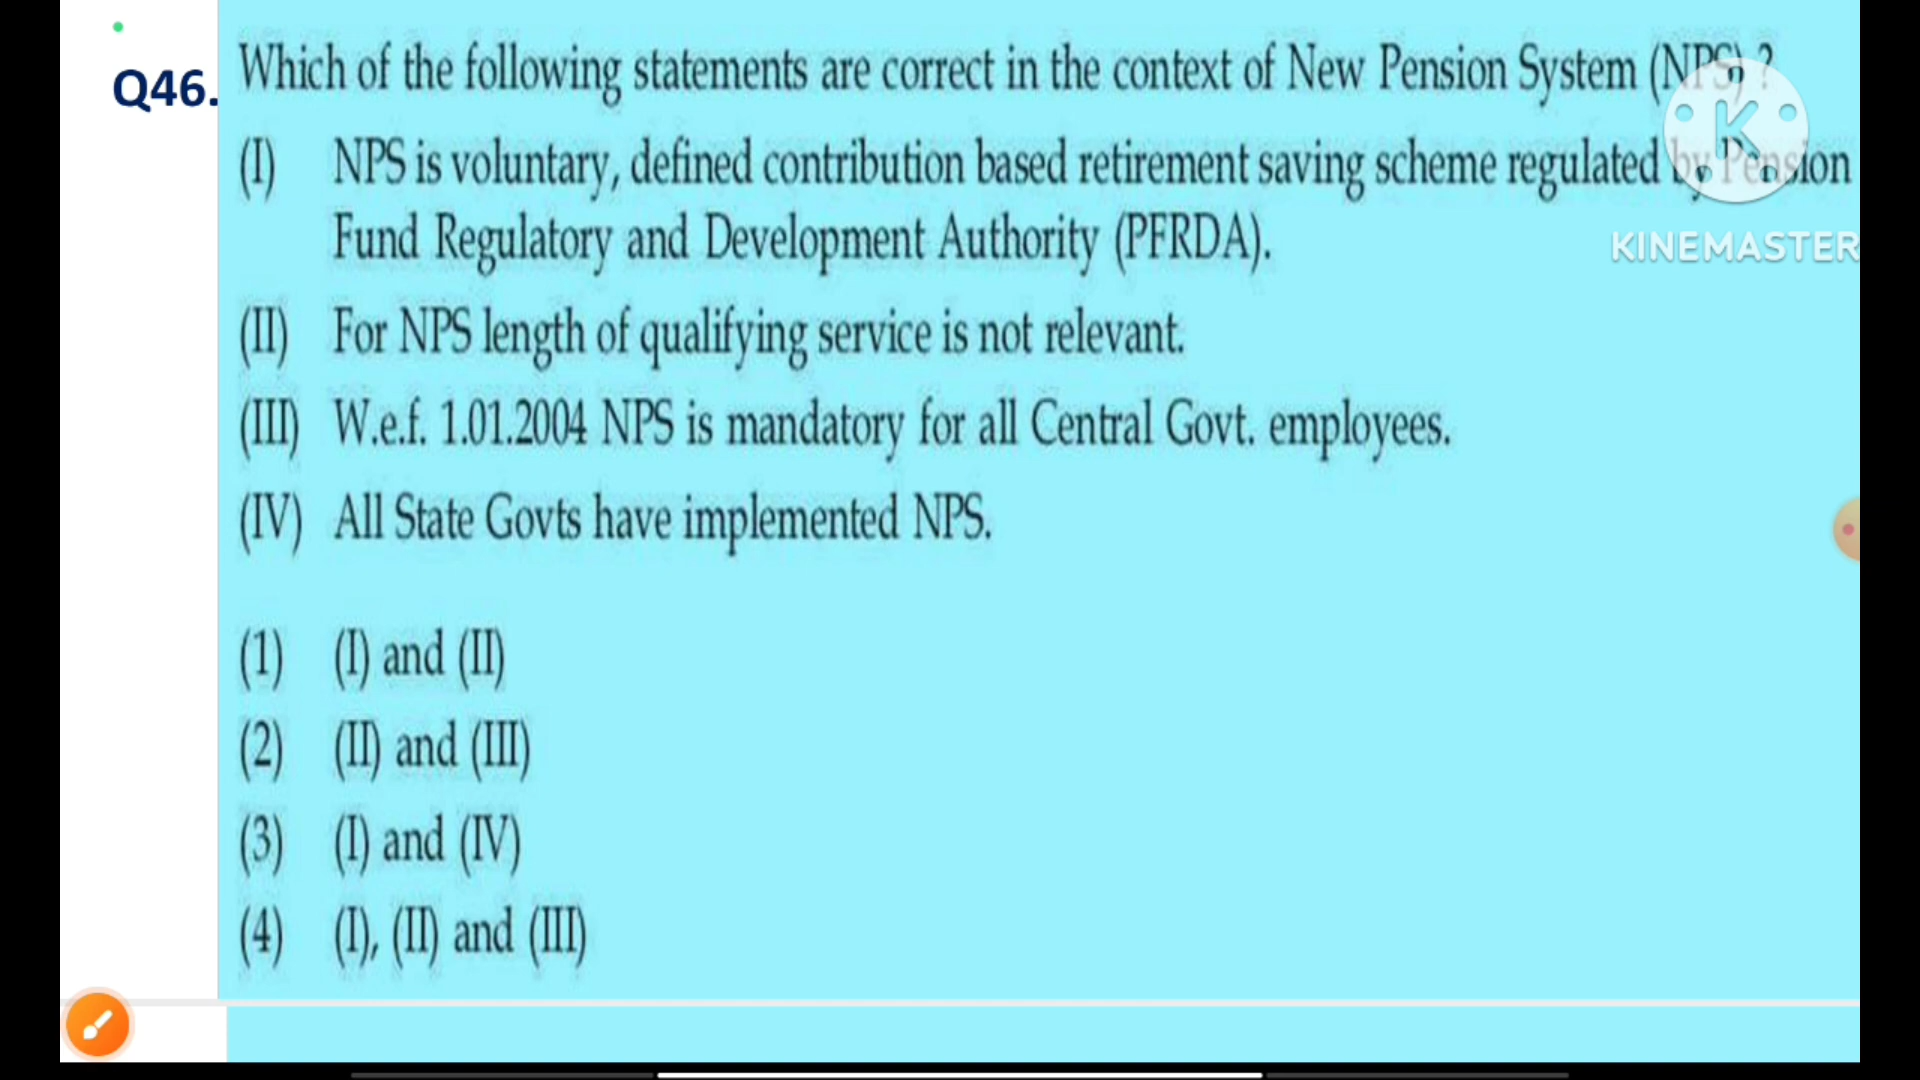 Q46. Which of the following statements are correct in the context of New Pension System (NPS) ?
(I) NPS is voluntary, defined contribution based retirement saving scheme regulated by Pension
Fund Regulatory and Development Authority (PFRDA).
KINEMASTER
(II) For NPS length of qualifying service is not relevant.
(III) W.e.f. 1.01.2004 NPS is mandatory for all Central Govt. employees.
(IV) All State Govts have implemented NPS.
(1) (I) and (II)
(2) (II) and (III)
(3) (I) and (IV)
(4) (I), (II) and (III)